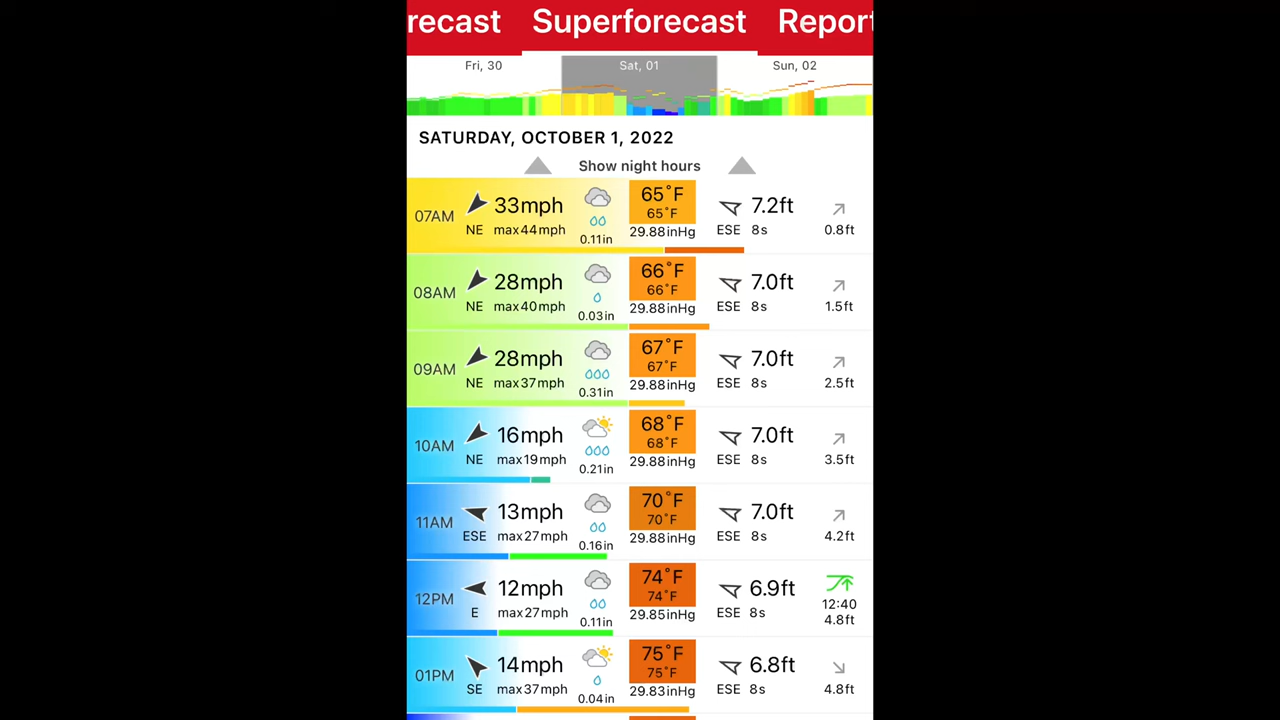 recast Superforecast Report
Fri, 30 Sat, 01 Sun, 02
SATURDAY, OCTOBER 1, 2022
Show night hours
07AM 33mph 65°F 7.2ft
NE max44mph 0.11in 65°F 29.88inHg ESE 8s 0.8ft
08AM 28mph 66°F 7.0ft
NE max40mph 0.03in 66°F 29.88inHg ESE 8s 1.5ft
09AM 28mph 67°F 7.0ft
NE max37mph 0.31in 67°F 29.88inHg ESE 8s 2.5ft
10AM 16mph 68°F 7.0ft
NE max19mph 0.21in 68°F 29.88inHg ESE 8s 3.5ft
11AM 13mph 70°F 7.0ft
ESE max27mph 0.16in 70°F 29.88inHg ESE 8s 4.2ft
12PM 12mph 74°F 6.9ft
E max27mph 0.11in 74°F 29.85inHg ESE 8s 12:40 4.8ft
01PM 14mph 75°F 6.8ft
SE max37mph 0.04in 75°F 29.83inHg ESE 8s 4.8ft